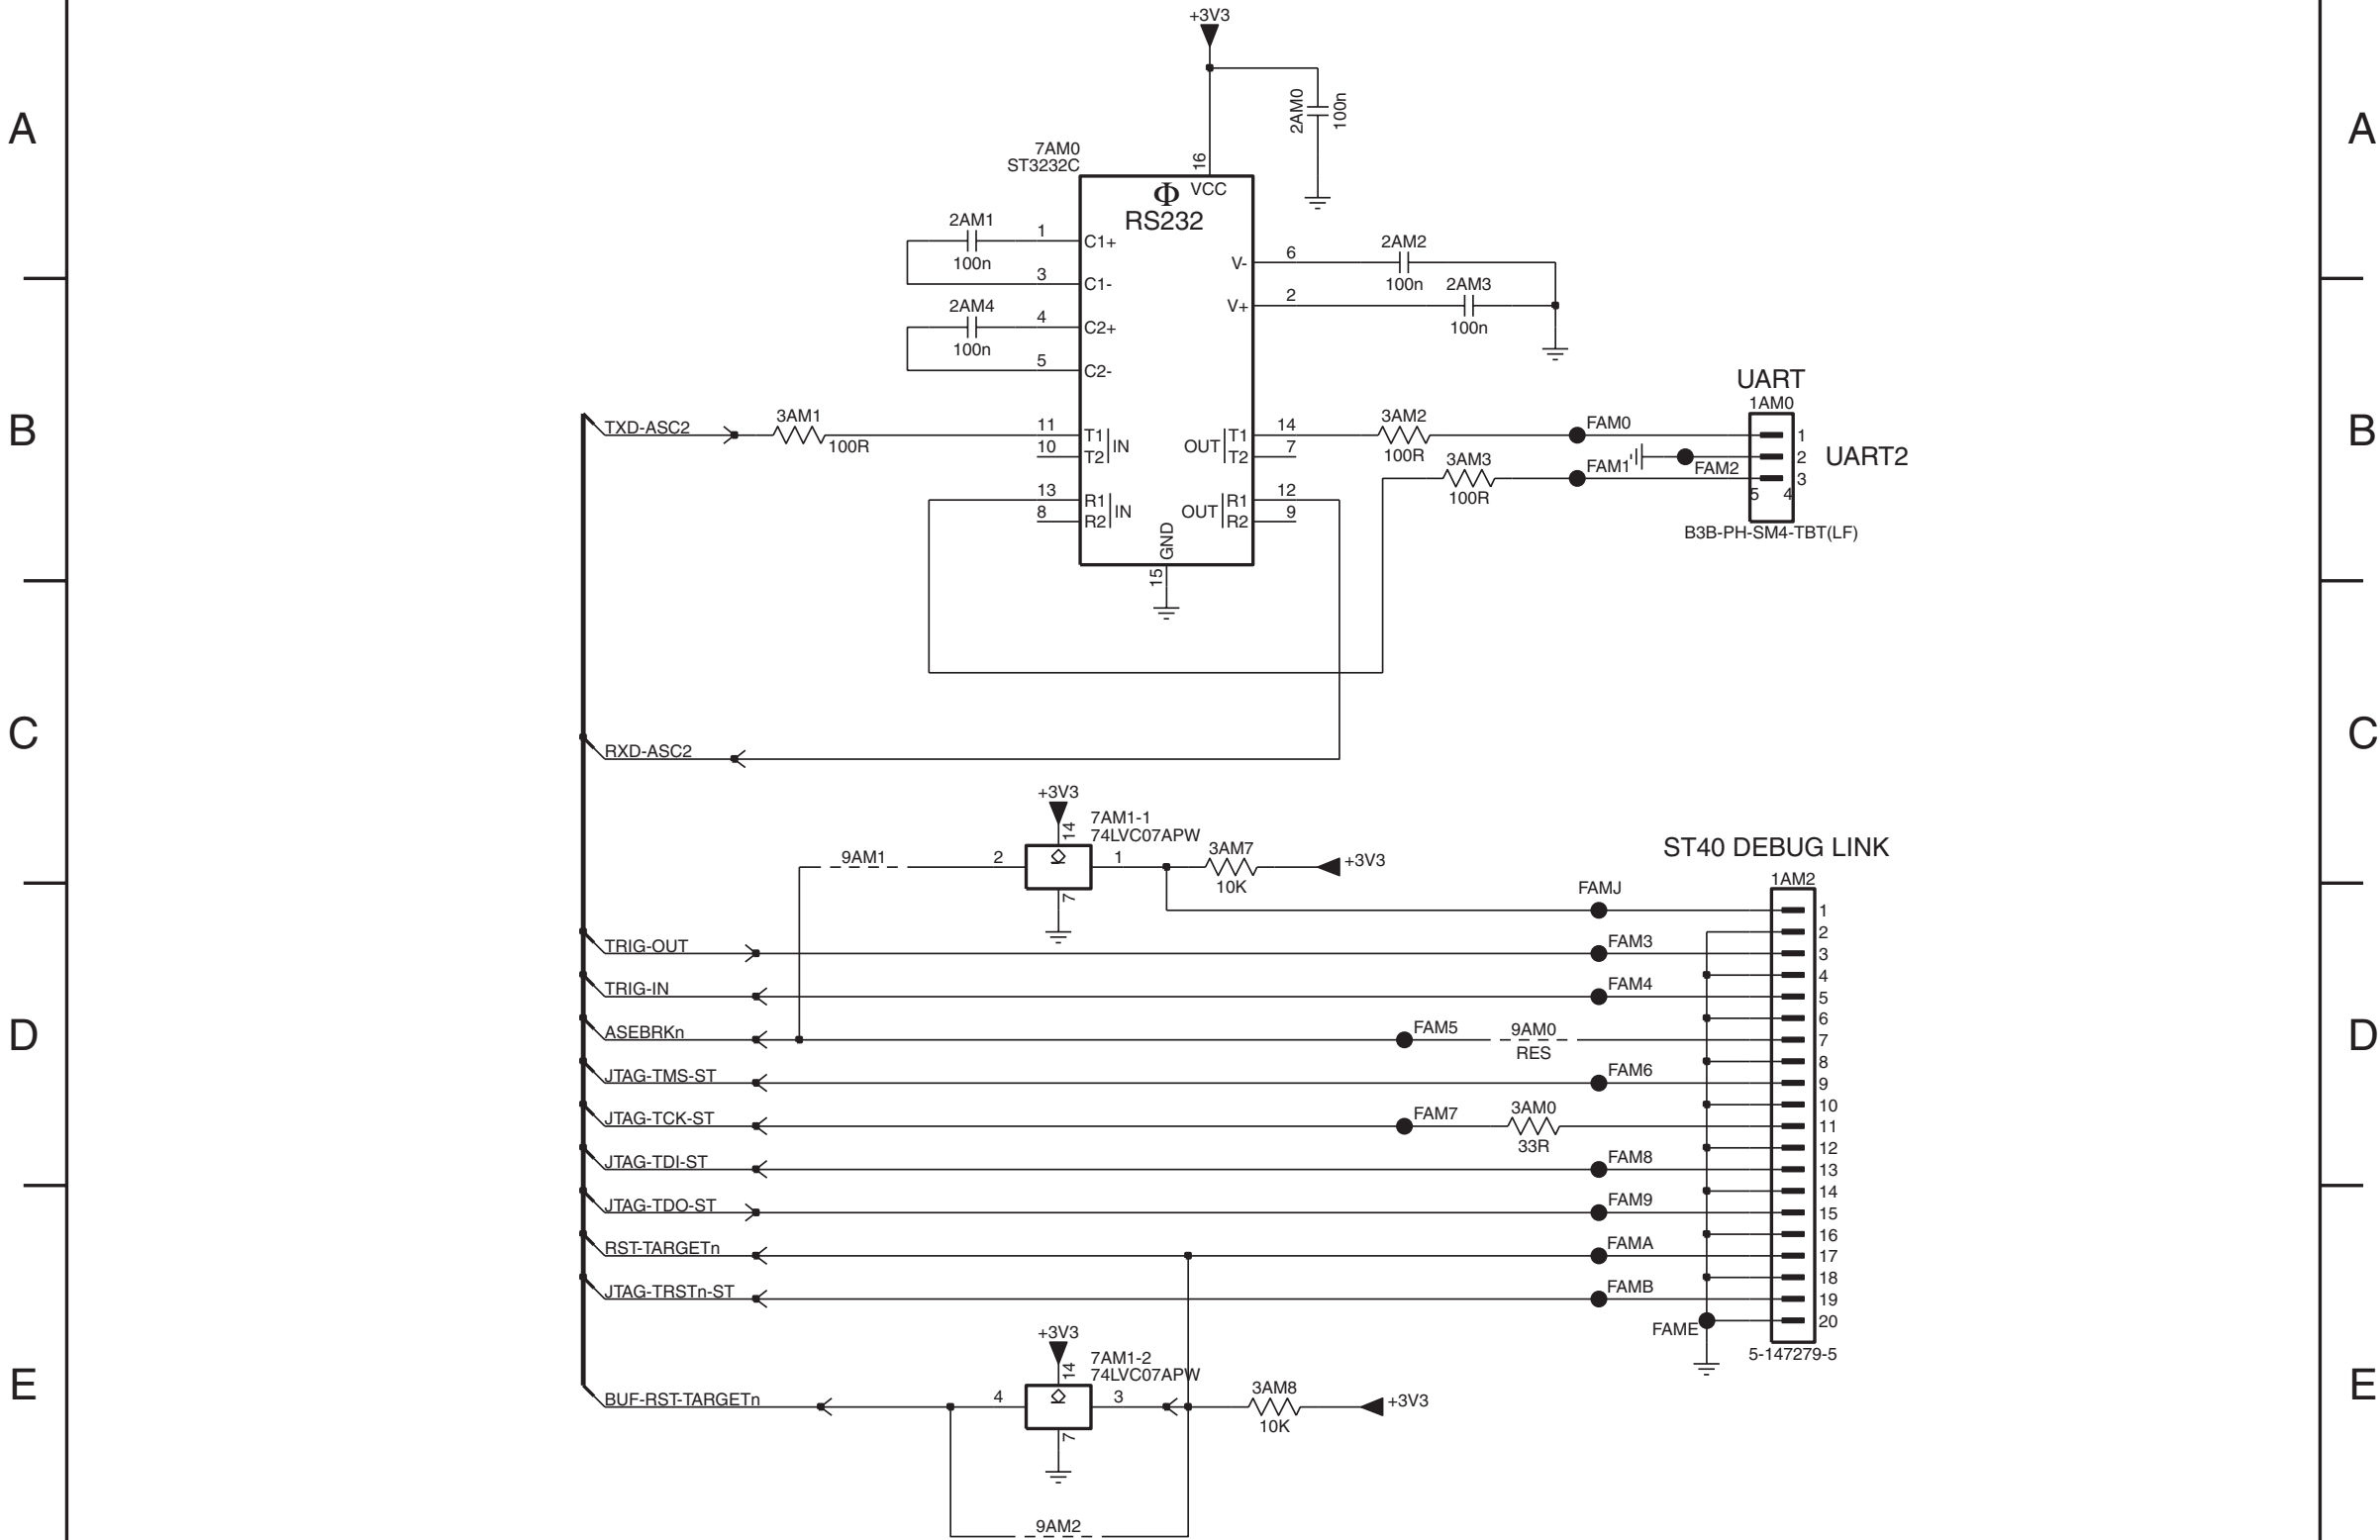 +3V3
A
A
2AM0
100n
7AM0
ST3232C
16
Φ VCC
RS232
2AM1
1
C1+
100n
3
C1-
6
V-
2AM2
100n
2AM4
4
C2+
100n
2
V+
2AM3
100n
5
C2-
UART
1AM0
B
B
TXD-ASC2
3AM1
100R
11
T1
10
T2
IN
OUT
T1
14
T2
7
3AM2
100R
FAM0
1
2
3
5 4
UART2
FAM2
3AM3
100R
FAM1
13
R1
8
R2
IN
OUT
R1
12
R2
9
GND
15
B3B-PH-SM4-TBT(LF)
C
C
RXD-ASC2
+3V3
14
7AM1-1
74LVC07APW
9AM1
2
1
7
3AM7
10K
+3V3
ST40 DEBUG LINK
1AM2
FAMJ
1
2
TRIG-OUT
FAM3
3
4
TRIG-IN
FAM4
5
6
D
D
ASEBRKn
FAM5
9AM0
RES
7
8
JTAG-TMS-ST
FAM6
9
10
JTAG-TCK-ST
FAM7
3AM0
33R
11
12
JTAG-TDI-ST
FAM8
13
14
JTAG-TDO-ST
FAM9
15
16
RST-TARGETn
FAMA
17
18
JTAG-TRSTn-ST
FAMB
19
20
FAME
5-147279-5
+3V3
14
7AM1-2
74LVC07APW
E
E
BUF-RST-TARGETn
4
3
7
3AM8
10K
+3V3
9AM2